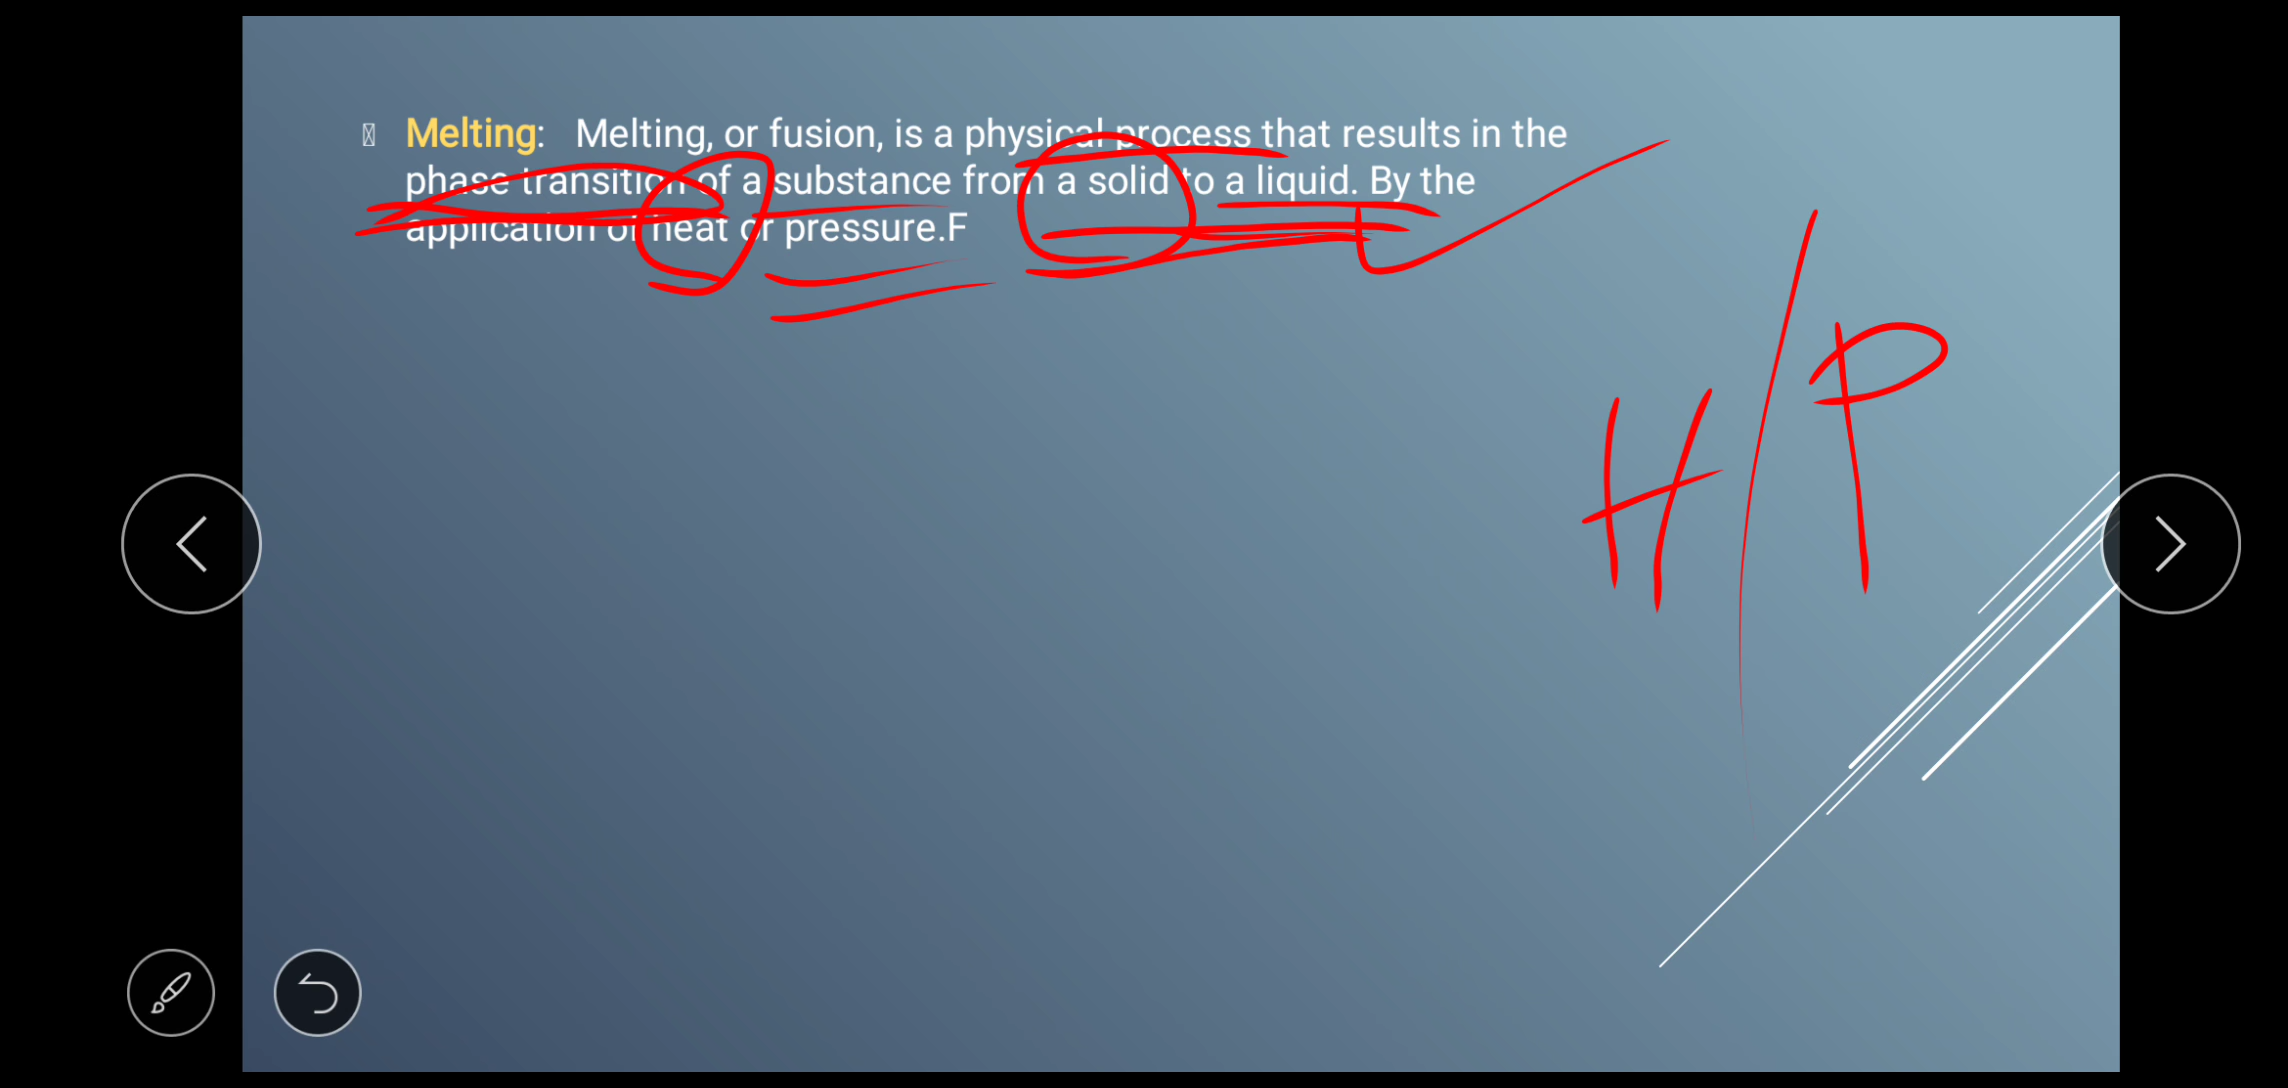 Melting: Melting, or fusion, is a physical process that results in the
phase transition of a substance from a solid to a liquid. By the
application of heat or pressure.F
H/P